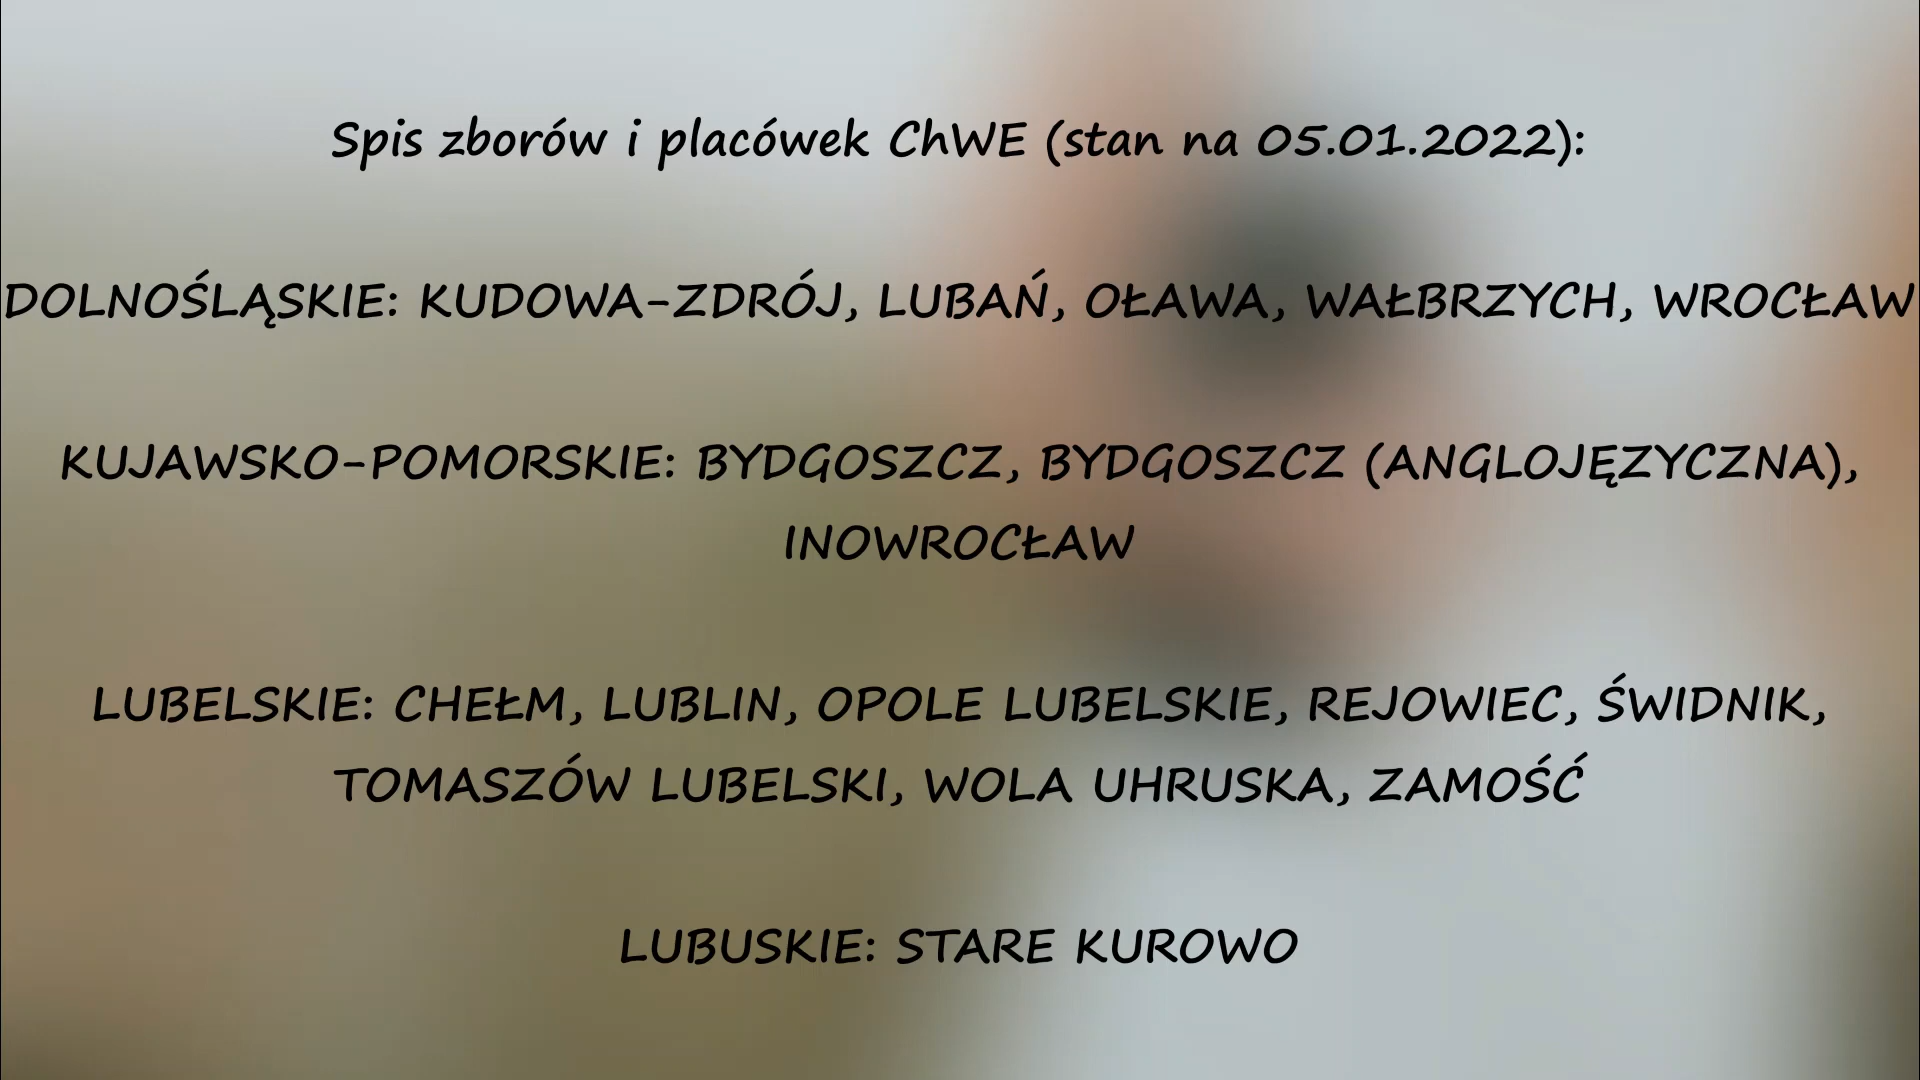 Spis zborów i placówek ChWE (stan na 05.01.2022):
DOLNOŚLĄSKIE: KUDOWA-ZDRÓJ, LUBAŃ, OŁAWA, WAŁBRZYCH, WROCŁAW
KUJAWSKO-POMORSKIE: BYDGOSZCZ, BYDGOSZCZ (ANGLOJĘZYCZNA),
INOWROCŁAW
LUBELSKIE: CHEŁM, LUBLIN, OPOLE LUBELSKIE, REJOWIEC, ŚWIDNIK,
TOMASZÓW LUBELSKI, WOLA UHRUSKA, ZAMOŚĆ
LUBUSKIE: STARE KUROWO